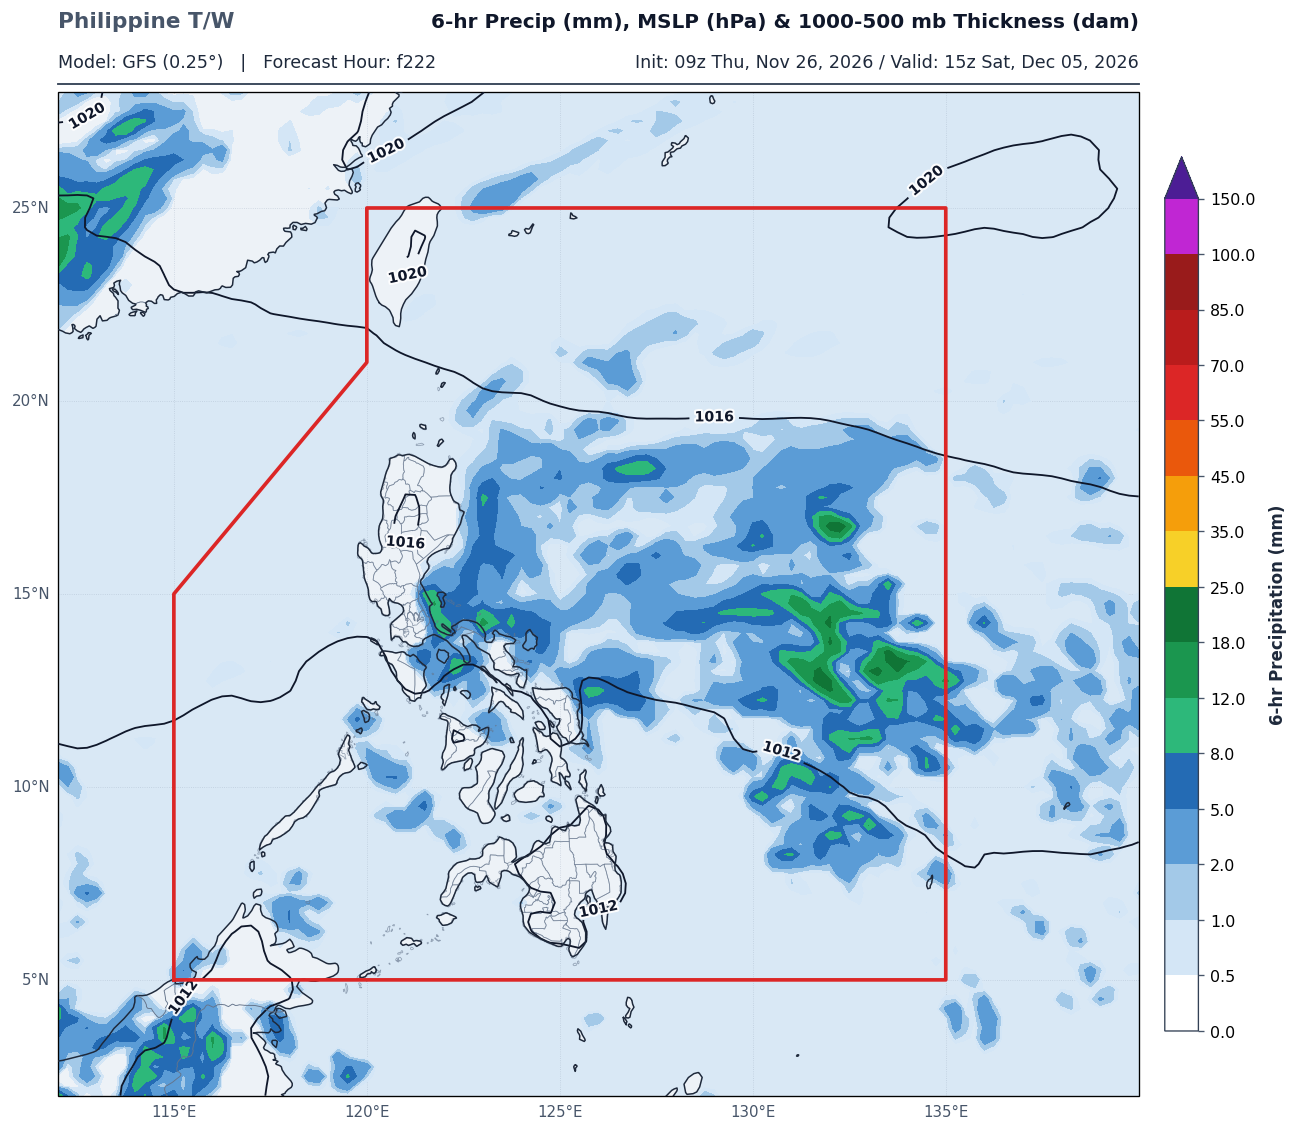 Philippine T/W
6-hr Precip (mm), MSLP (hPa) & 1000-500 mb Thickness (dam)
Model: GFS (0.25°) | Forecast Hour: f222
Init: 09z Thu, Nov 26, 2026 / Valid: 15z Sat, Dec 05, 2026
1020
1020
1020
1020
1016
1016
1012
1012
1012
25°N
20°N
15°N
10°N
5°N
115°E
120°E
125°E
130°E
135°E
150.0
100.0
85.0
70.0
55.0
45.0
35.0
25.0
18.0
12.0
8.0
5.0
2.0
1.0
0.5
0.0
6-hr Precipitation (mm)